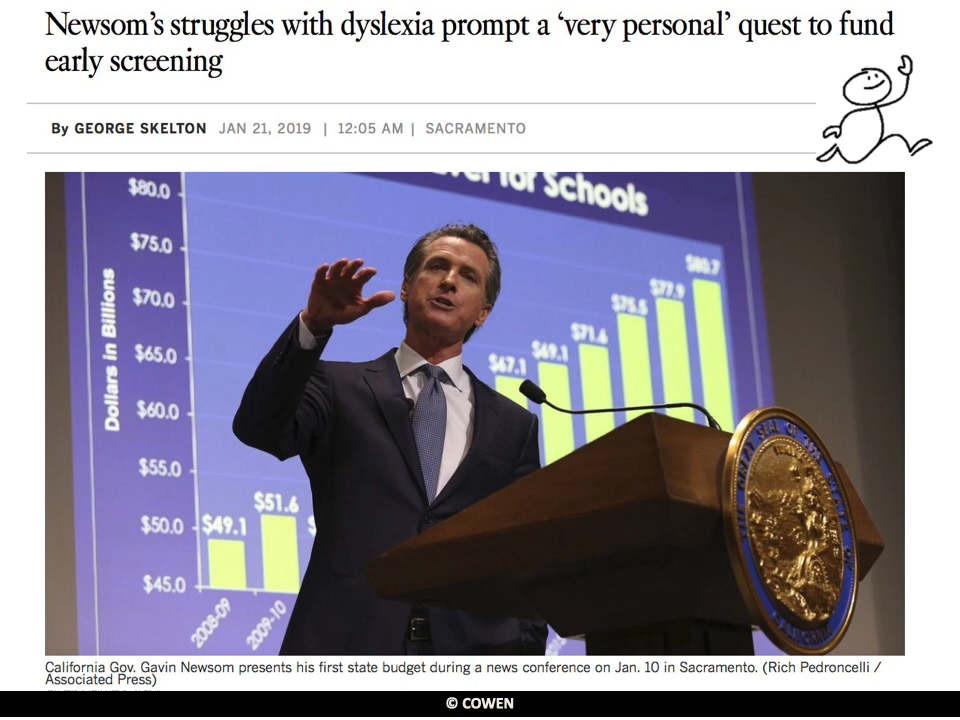 Newsom’s struggles with dyslexia prompt a ‘very personal’ quest to fund
early screening
By GEORGE SKELTON JAN 21, 2019 | 12:05 AM | SACRAMENTO
for Schools
$80.0
$75.0
$70.0
$65.0
$60.0
$55.0
$50.0
$45.0
Dollars in Billions
$49.1
$51.6
$67.1
$69.1
$71.6
$75.5
$77.9
$80.7
2008-09
2009-10
SEAL OF
CALIFORNIA
California Gov. Gavin Newsom presents his first state budget during a news conference on Jan. 10 in Sacramento. (Rich Pedroncelli /
Associated Press)
© COWEN